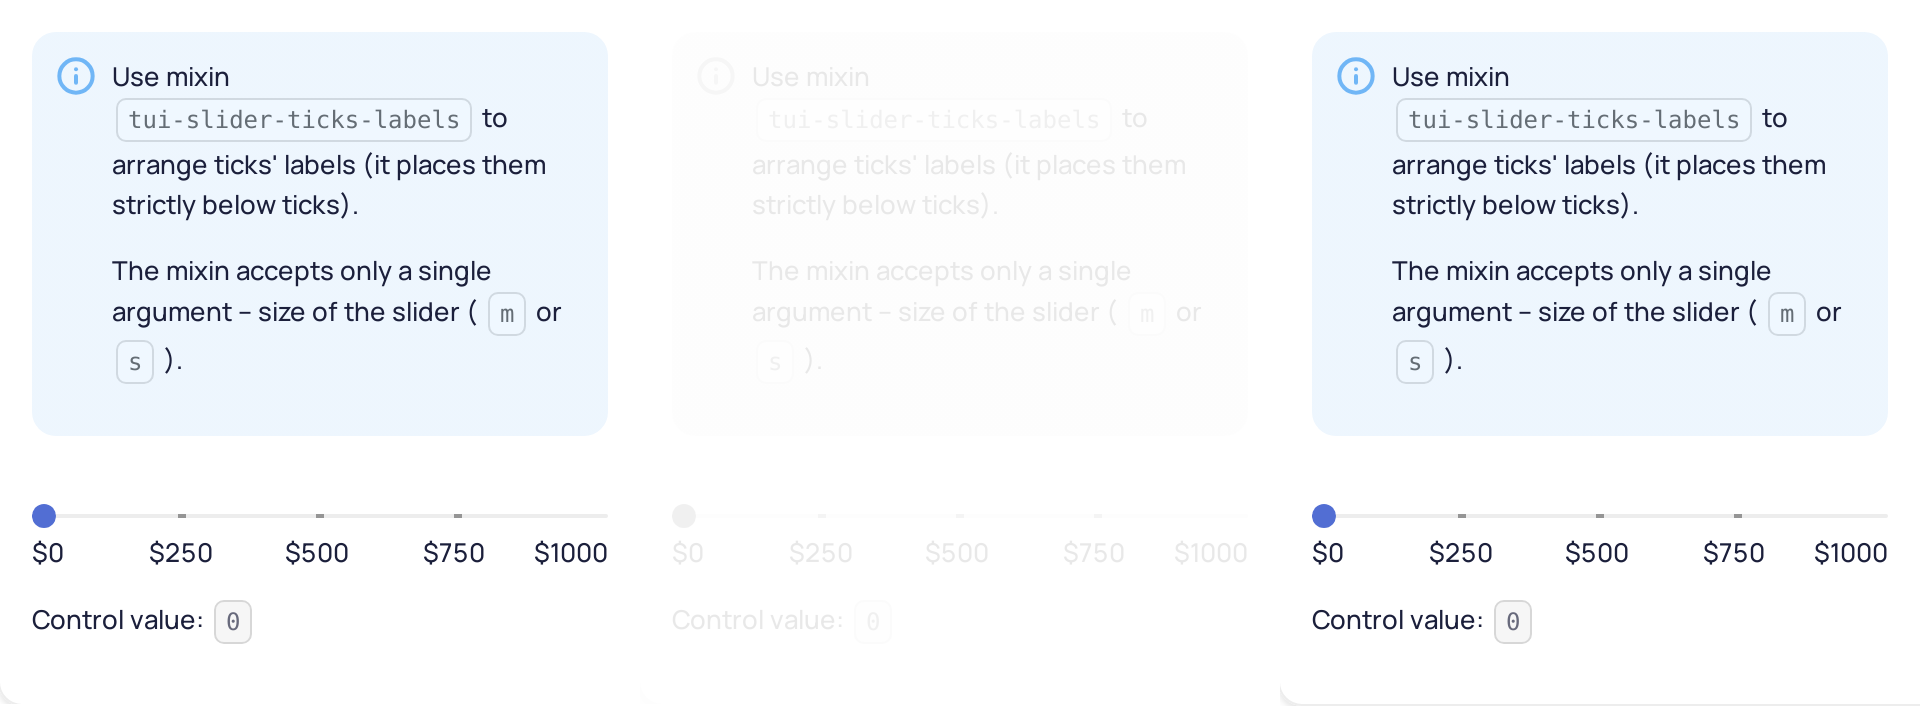 Use mixin
tui-slider-ticks-labels to
arrange ticks' labels (it places them
strictly below ticks).
The mixin accepts only a single
argument – size of the slider ( m or
s ).
$0 $250 $500 $750 $1000
Control value: 0
Use mixin
tui-slider-ticks-labels to
arrange ticks' labels (it places them
strictly below ticks).
The mixin accepts only a single
argument – size of the slider ( m or
s ).
$0 $250 $500 $750 $1000
Control value: 0
Use mixin
tui-slider-ticks-labels to
arrange ticks' labels (it places them
strictly below ticks).
The mixin accepts only a single
argument – size of the slider ( m or
s ).
$0 $250 $500 $750 $1000
Control value: 0